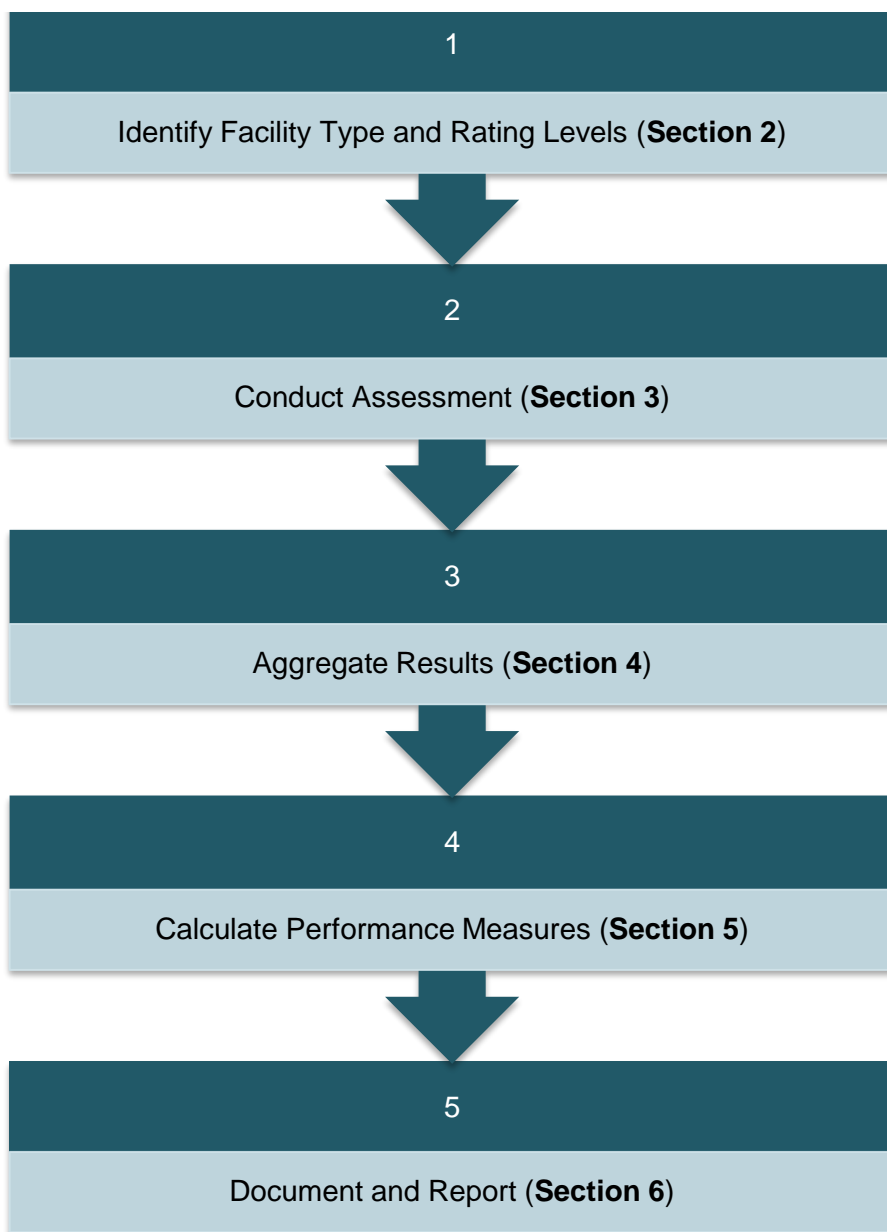 1
Identify Facility Type and Rating Levels (Section 2)
2
Conduct Assessment (Section 3)
3
Aggregate Results (Section 4)
4
Calculate Performance Measures (Section 5)
5
Document and Report (Section 6)